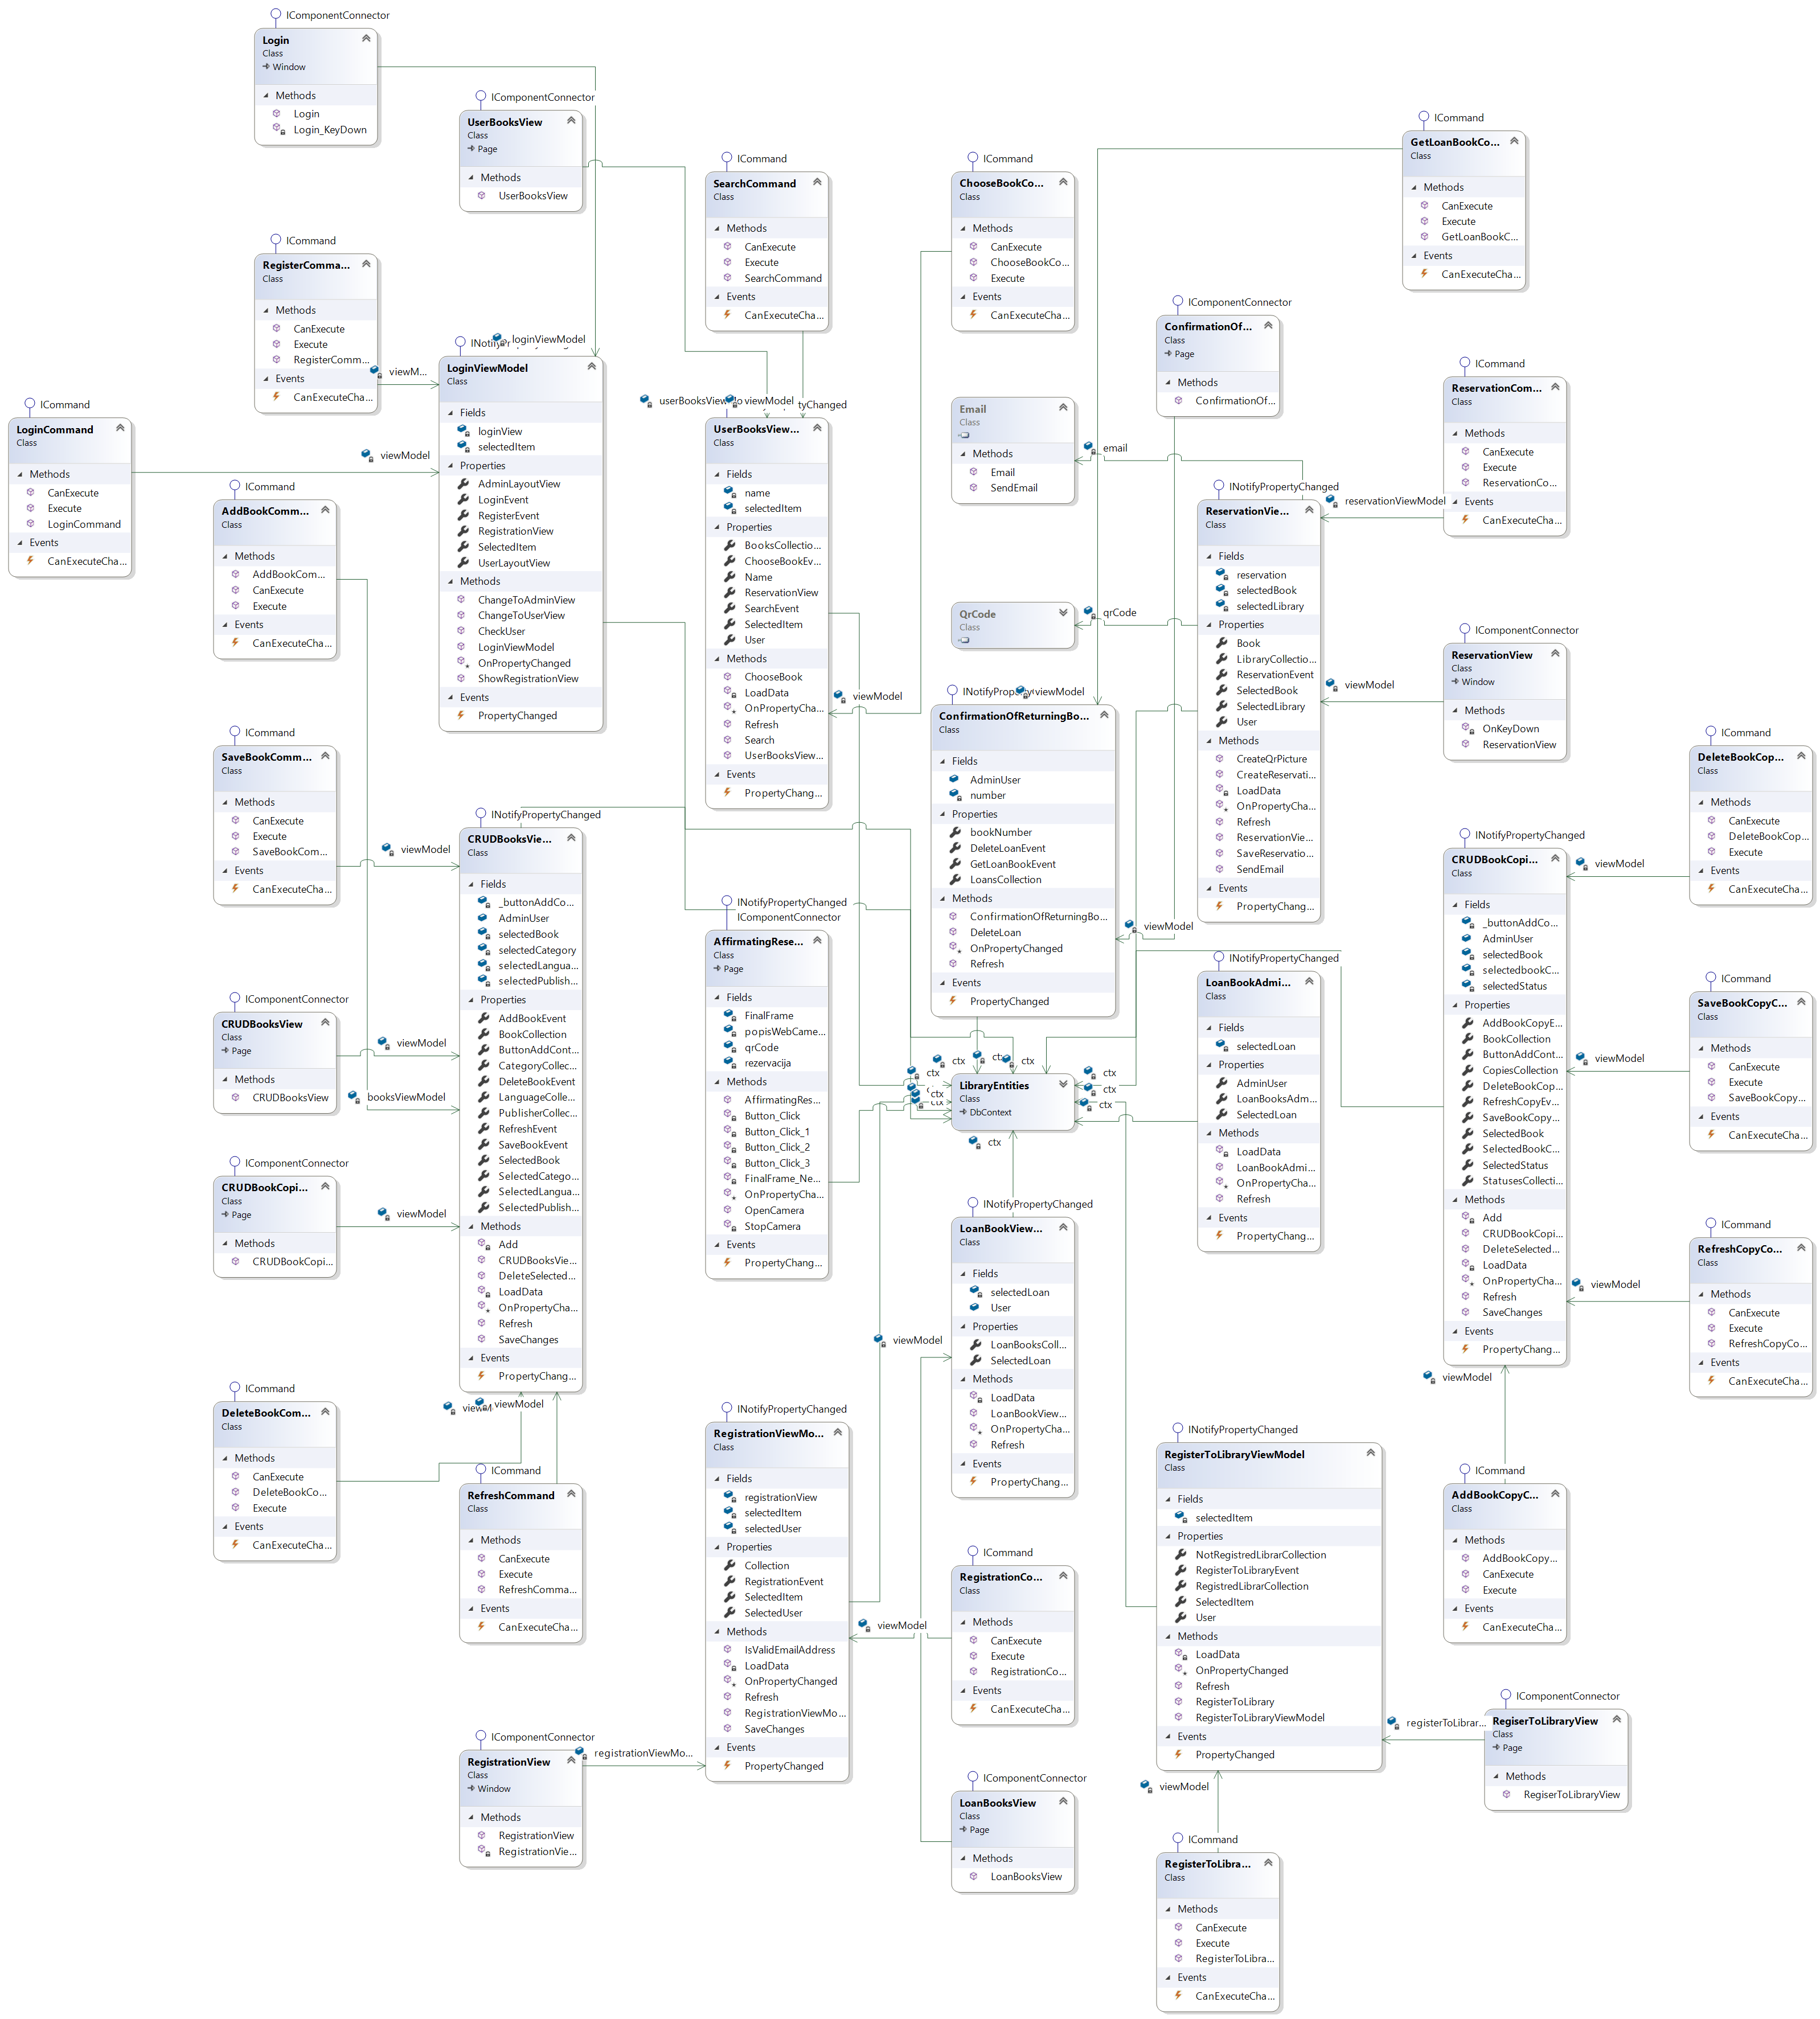 IComponentConnector
Login
Class
Window
Methods
Login
Login_KeyDown
IComponentConnector
UserBooksView
Class
Page
Methods
UserBooksView
ICommand
SearchCommand
Class
Methods
CanExecute
Execute
SearchCommand
Events
CanExecuteCha...
ICommand
ChooseBookCo...
Class
Methods
CanExecute
ChooseBookCo...
Execute
Events
CanExecuteCha...
ICommand
GetLoanBookCo...
Class
Methods
CanExecute
Execute
GetLoanBookC...
Events
CanExecuteCha...
ICommand
RegisterComma...
Class
Methods
CanExecute
Execute
RegisterComm...
Events
CanExecuteCha...
viewM...
loginViewModel
LoginViewModel
Class
Fields
loginView
selectedItem
Properties
AdminLayoutView
LoginEvent
RegisterEvent
RegistrationView
SelectedItem
UserLayoutView
Methods
ChangeToAdminView
ChangeToUserView
CheckUser
LoginViewModel
OnPropertyChanged
ShowRegistrationView
Events
PropertyChanged
ICommand
LoginCommand
Class
Methods
CanExecute
Execute
LoginCommand
Events
CanExecuteCha...
viewModel
viewModel
UserBooksView...
Class
Fields
name
selectedItem
Properties
BooksCollectio...
ChooseBookEv...
Name
ReservationView
SearchEvent
SelectedItem
User
Methods
ChooseBook
LoadData
OnPropertyCha...
Refresh
Search
UserBooksView...
Events
PropertyChang...
viewModel
IComponentConnector
ConfirmationOf...
Class
Page
Methods
ConfirmationOf...
Email
Class
Methods
Email
SendEmail
email
QrCode
Class
qrCode
ICommand
ReservationCom...
Class
Methods
CanExecute
Execute
ReservationCo...
Events
CanExecuteCha...
reservationViewModel
INotifyPropertyChanged
ReservationVie...
Class
Fields
reservation
selectedBook
selectedLibrary
Properties
Book
LibraryCollectio...
ReservationEvent
SelectedBook
SelectedLibrary
User
Methods
CreateQrPicture
CreateReservati...
LoadData
OnPropertyCha...
Refresh
ReservationVie...
SaveReservatio...
SendEmail
Events
PropertyChang...
IComponentConnector
ReservationView
Class
Window
Methods
OnKeyDown
ReservationView
viewModel
ICommand
AddBookComm...
Class
Methods
AddBookCom...
CanExecute
Execute
Events
CanExecuteCha...
ICommand
SaveBookComm...
Class
Methods
CanExecute
Execute
SaveBookCom...
Events
CanExecuteCha...
viewModel
INotifyPropertyChanged
CRUDBooksVie...
Class
Fields
_buttonAddCo...
AdminUser
selectedBook
selectedCategory
selectedLangua...
selectedPublish...
Properties
AddBookEvent
BookCollection
ButtonAddCont...
CategoryCollec...
DeleteBookEvent
LanguageColle...
PublisherCollec...
RefreshEvent
SaveBookEvent
SelectedBook
SelectedCatego...
SelectedLangua...
SelectedPublish...
Methods
Add
CRUDBooksVie...
DeleteSelected...
LoadData
OnPropertyCha...
Refresh
SaveChanges
Events
PropertyChang...
IComponentConnector
CRUDBooksView
Class
Page
Methods
CRUDBooksView
viewModel
booksViewModel
IComponentConnector
CRUDBookCopi...
Class
Page
Methods
CRUDBookCopi...
viewModel
ICommand
DeleteBookCom...
Class
Methods
CanExecute
DeleteBookCo...
Execute
Events
CanExecuteCha...
viewModel
ICommand
RefreshCommand
Class
Methods
CanExecute
Execute
RefreshComma...
Events
CanExecuteCha...
viewModel
ConfirmationOfReturningBo...
Class
Fields
AdminUser
number
Properties
bookNumber
DeleteLoanEvent
GetLoanBookEvent
LoansCollection
Methods
ConfirmationOfReturningBo...
DeleteLoan
OnPropertyChanged
Refresh
Events
PropertyChanged
viewModel
INotifyPropertyChanged
IComponentConnector
AffirmatingRese...
Class
Page
Fields
FinalFrame
popisWebCame...
qrCode
rezervacija
Methods
AffirmatingRes...
Button_Click
Button_Click_1
Button_Click_2
Button_Click_3
FinalFrame_Ne...
OnPropertyCha...
OpenCamera
StopCamera
Events
PropertyChang...
ctx
ctx
ctx
ctx
ctx
ctx
ctx
ctx
LibraryEntities
Class
DbContext
ctx
INotifyPropertyChanged
LoanBookAdmi...
Class
Fields
selectedLoan
Properties
AdminUser
LoanBooksAdm...
SelectedLoan
Methods
LoadData
LoanBookAdmi...
OnPropertyCha...
Refresh
Events
PropertyChang...
INotifyPropertyChanged
LoanBookView...
Class
Fields
selectedLoan
User
Properties
LoanBooksColl...
SelectedLoan
Methods
LoadData
LoanBookView...
OnPropertyCha...
Refresh
Events
PropertyChang...
viewModel
INotifyPropertyChanged
CRUDBookCopi...
Class
Fields
_buttonAddCo...
AdminUser
selectedBook
selectedbookC...
selectedStatus
Properties
AddBookCopyE...
BookCollection
ButtonAddCont...
CopiesCollection
DeleteBookCop...
RefreshCopyEv...
SaveBookCopy...
SelectedBook
SelectedBookC...
SelectedStatus
StatusesCollecti...
Methods
Add
CRUDBookCopi...
DeleteSelected...
LoadData
OnPropertyCha...
Refresh
SaveChanges
Events
PropertyChang...
ICommand
DeleteBookCop...
Class
Methods
CanExecute
DeleteBookCop...
Execute
Events
CanExecuteCha...
viewModel
ICommand
SaveBookCopyC...
Class
Methods
CanExecute
Execute
SaveBookCopy...
Events
CanExecuteCha...
viewModel
ICommand
RefreshCopyCo...
Class
Methods
CanExecute
Execute
RefreshCopyCo...
Events
CanExecuteCha...
viewModel
viewModel
ICommand
AddBookCopyC...
Class
Methods
AddBookCopy...
CanExecute
Execute
Events
CanExecuteCha...
INotifyPropertyChanged
RegistrationViewMo...
Class
Fields
registrationView
selectedItem
selectedUser
Properties
Collection
RegistrationEvent
SelectedItem
SelectedUser
Methods
IsValidEmailAddress
LoadData
OnPropertyChanged
Refresh
RegistrationViewMo...
SaveChanges
Events
PropertyChanged
ICommand
RegistrationCo...
Class
Methods
CanExecute
Execute
RegistrationCo...
Events
CanExecuteCha...
viewModel
IComponentConnector
RegistrationView
Class
Window
Methods
RegistrationView
RegistrationVie...
registrationViewMo...
IComponentConnector
LoanBooksView
Class
Page
Methods
LoanBooksView
INotifyPropertyChanged
RegisterToLibraryViewModel
Class
Fields
selectedItem
Properties
NotRegistredLibrarCollection
RegisterToLibraryEvent
RegistredLibrarCollection
SelectedItem
User
Methods
LoadData
OnPropertyChanged
Refresh
RegisterToLibrary
RegisterToLibraryViewModel
Events
PropertyChanged
IComponentConnector
RegiserToLibraryView
Class
Page
Methods
RegiserToLibraryView
registerToLibrar...
viewModel
ICommand
RegisterToLibra...
Class
Methods
CanExecute
Execute
RegisterToLibra...
Events
CanExecuteCha...